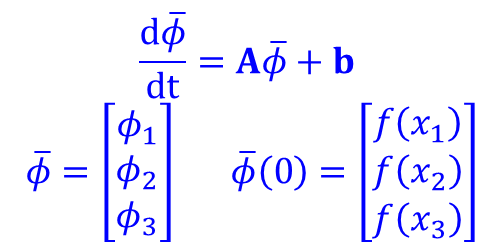 dϕ̄/dt = Aϕ̄ + b
ϕ̄ = [ϕ₁ ϕ₂ ϕ₃] ϕ̄(0) = [f(x₁) f(x₂) f(x₃)]